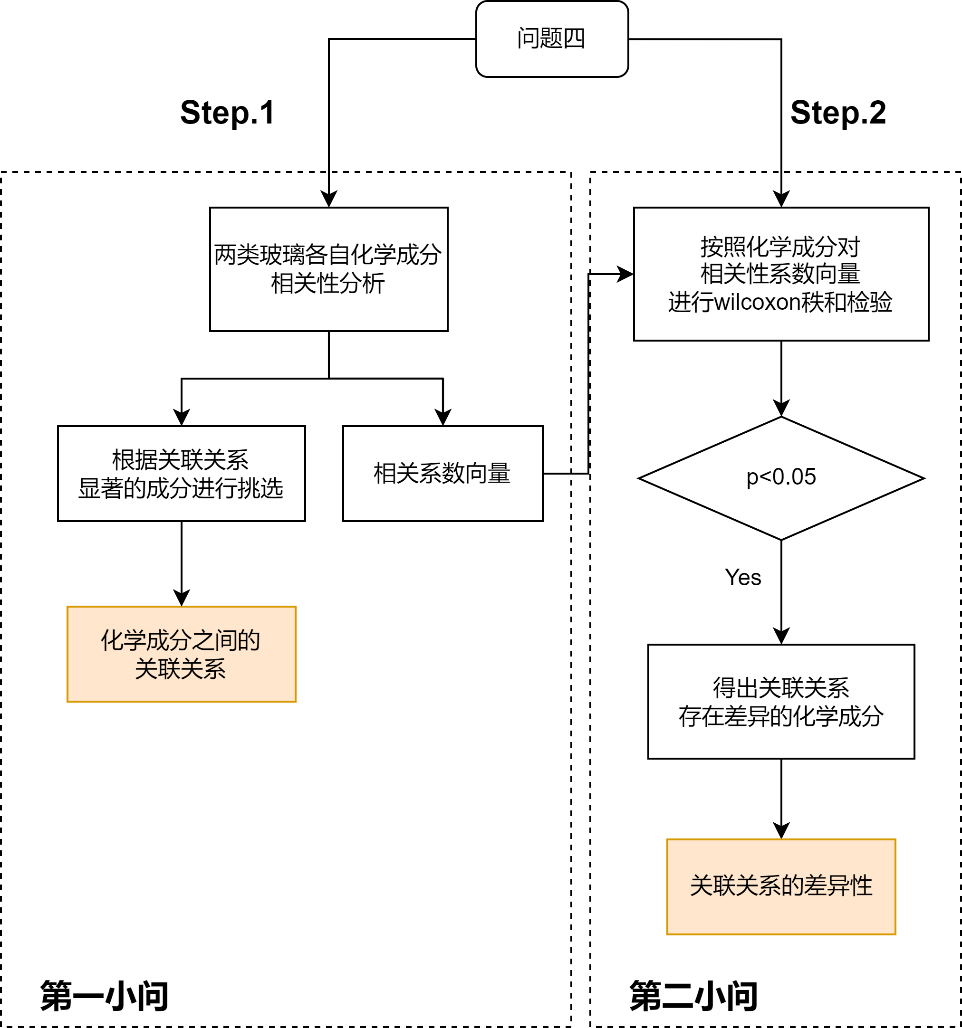 问题四
Step.1
Step.2
两类玻璃各自化学成分
相关性分析
按照化学成分对
相关性系数向量
进行wilcoxon秩和检验
根据关联关系
显著的成分进行挑选
相关系数向量
p<0.05
Yes
化学成分之间的
关联关系
得出关联关系
存在差异的化学成分
关联关系的差异性
第一小问
第二小问